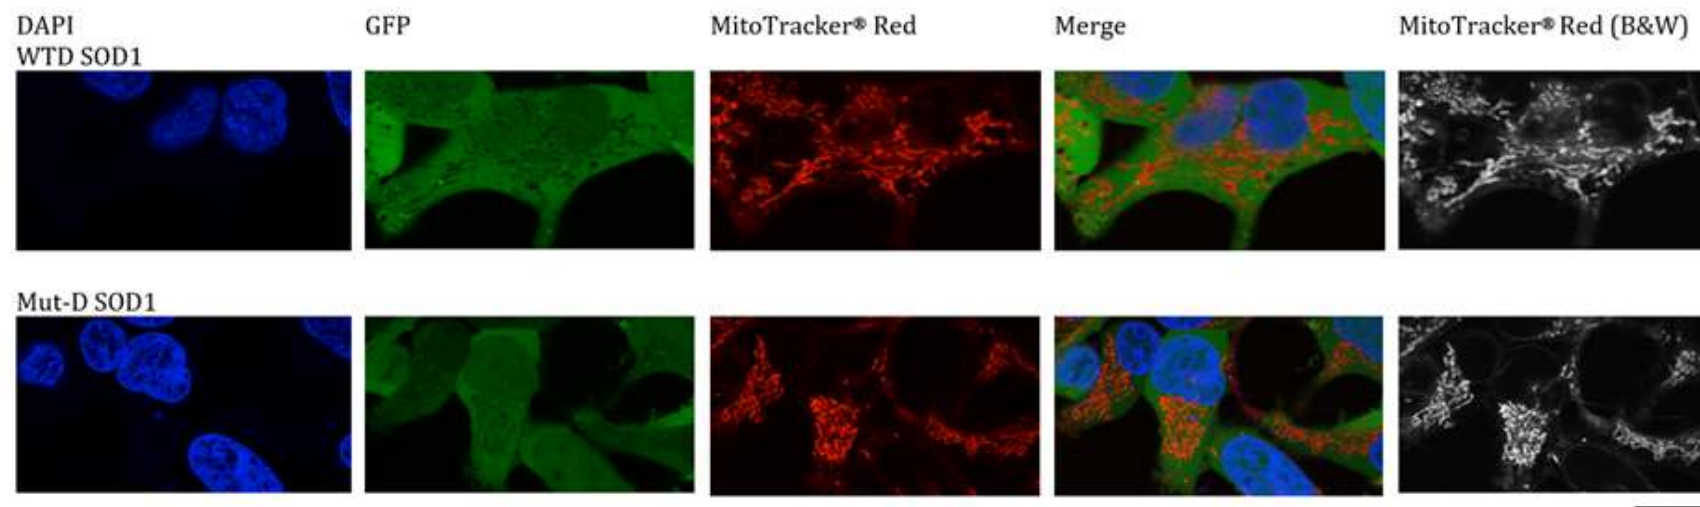 DAPI GFP MitoTracker® Red Merge MitoTracker® Red (B&W)
WTD SOD1
Mut-D SOD1